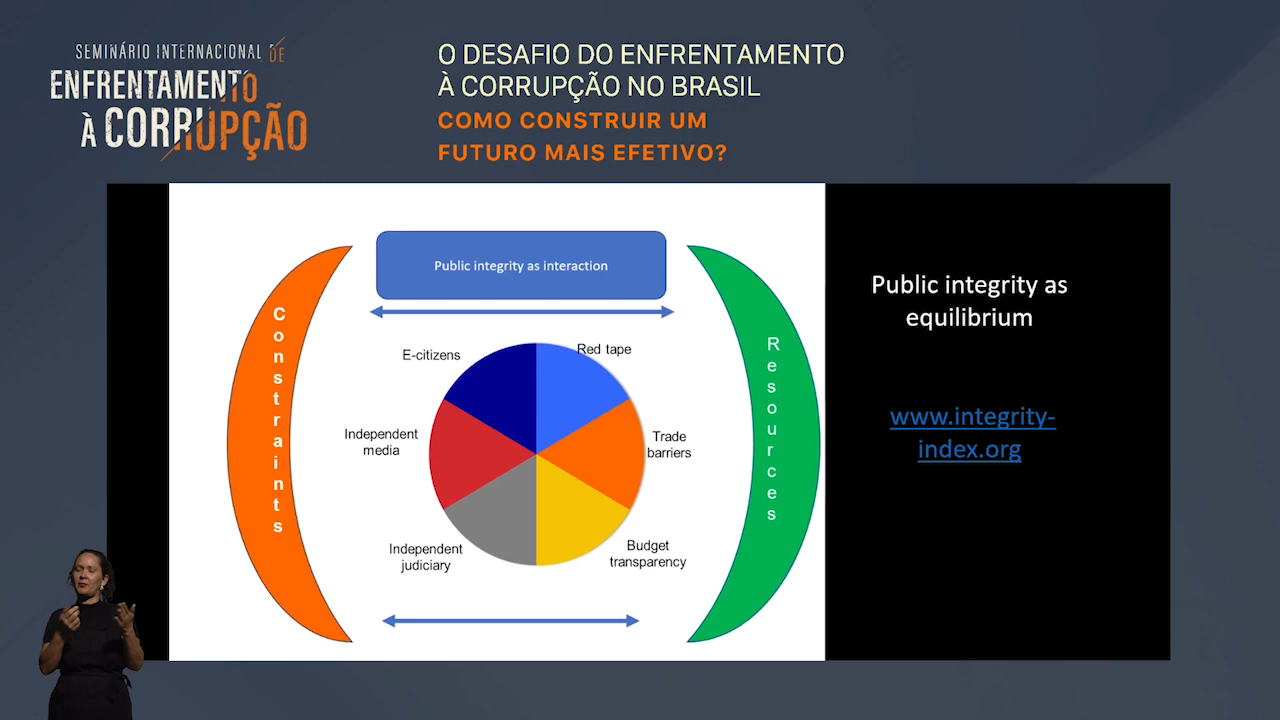 SEMINÁRIO INTERNACIONAL DE
ENFRENTAMENTO
À CORRUPÇÃO
O DESAFIO DO ENFRENTAMENTO
À CORRUPÇÃO NO BRASIL
COMO CONSTRUIR UM
FUTURO MAIS EFETIVO?
Public integrity as interaction
Constraints
E-citizens
Red tape
Independent
media
Trade
barriers
Independent
judiciary
Budget
transparency
Resources
Public integrity as
equilibrium
www.integrity-
index.org